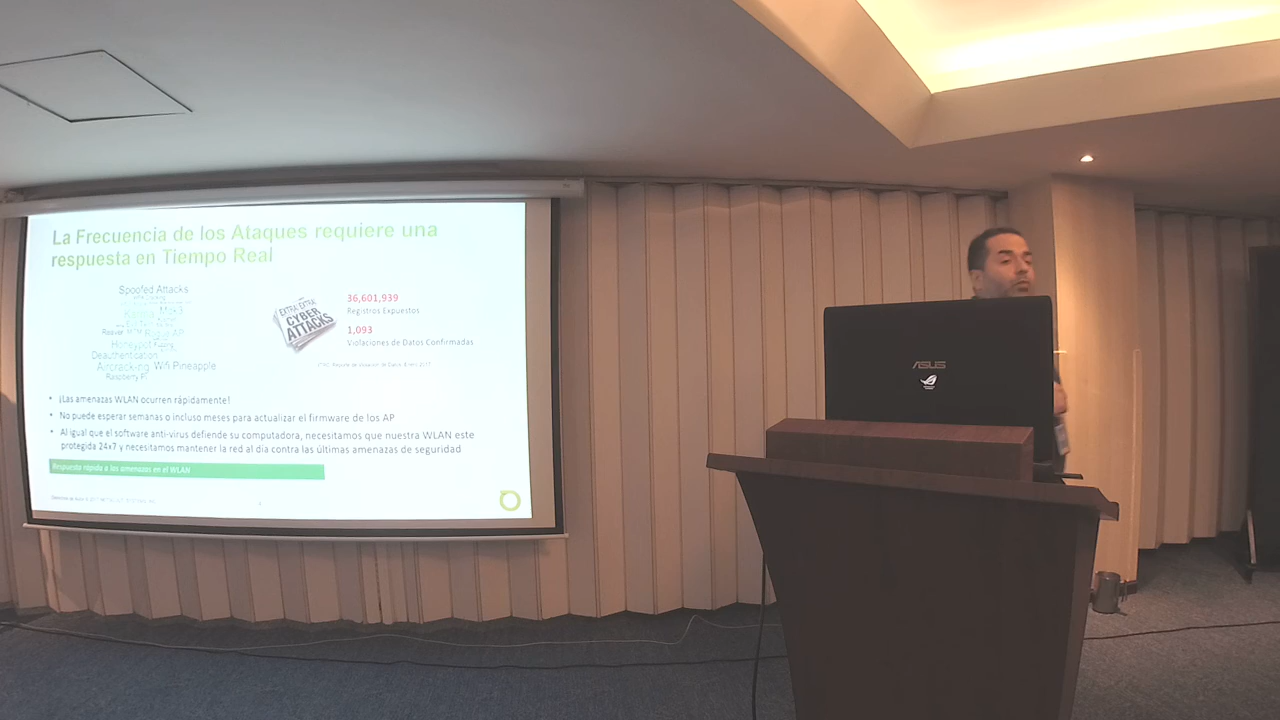 La Frecuencia de los Ataques requiere una
respuesta en Tiempo Real
Spoofed Attacks
Honeypot
Deauthentication
Aircrack-ng Wifi Pineapple
Raspberry Pi
EXTRA EXTRA
CYBER
ATTACKS
36,601,939
Registros Expuestos
1,093
Violaciones de Datos Confirmadas
• ¡Las amenazas WLAN ocurren rápidamente!
• No puede esperar semanas o incluso meses para actualizar el firmware de los AP
• Al igual que el software anti-virus defiende su computadora, necesitamos que nuestra WLAN este
protegida 24x7 y necesitamos mantener la red al día contra las últimas amenazas de seguridad
Respuesta rápida a las amenazas en el WLAN
ASUS